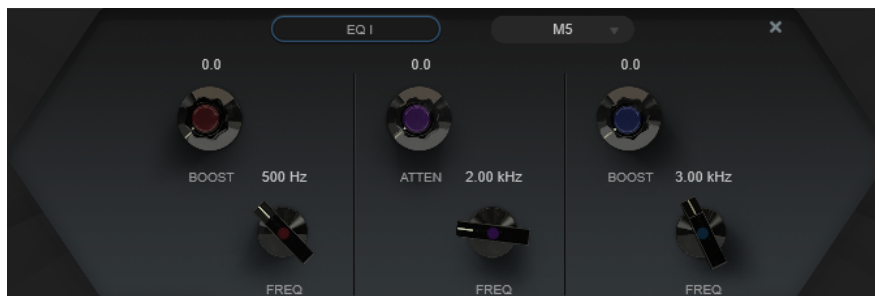 EQ I M5
0.0 0.0 0.0
BOOST 500 Hz ATTEN 2.00 kHz BOOST 3.00 kHz
FREQ FREQ FREQ